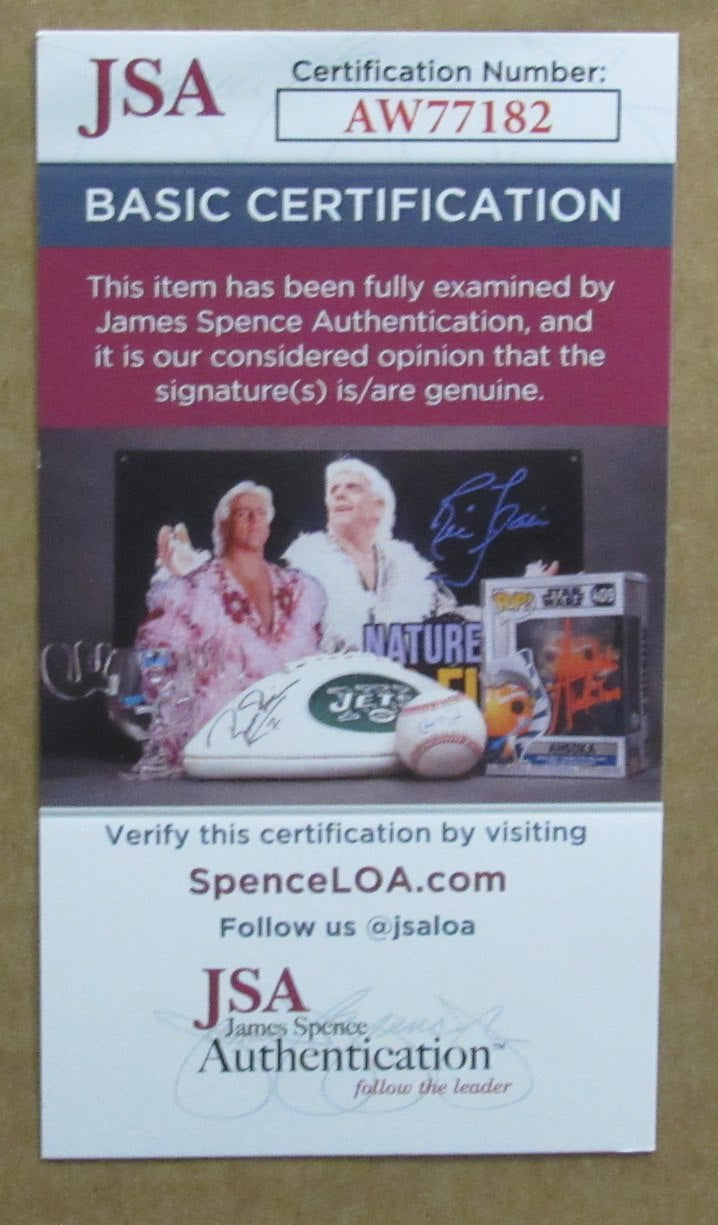 JSA
Certification Number:
AW77182
BASIC CERTIFICATION
This item has been fully examined by
James Spence Authentication, and
it is our considered opinion that the
signature(s) is/are genuine.
NATURE
JETS
POP!
STAR
WARS
AHSOKA
Verify this certification by visiting
SpenceLOA.com
Follow us @jsaloa
JSA
James Spence
Authentication™
follow the leader